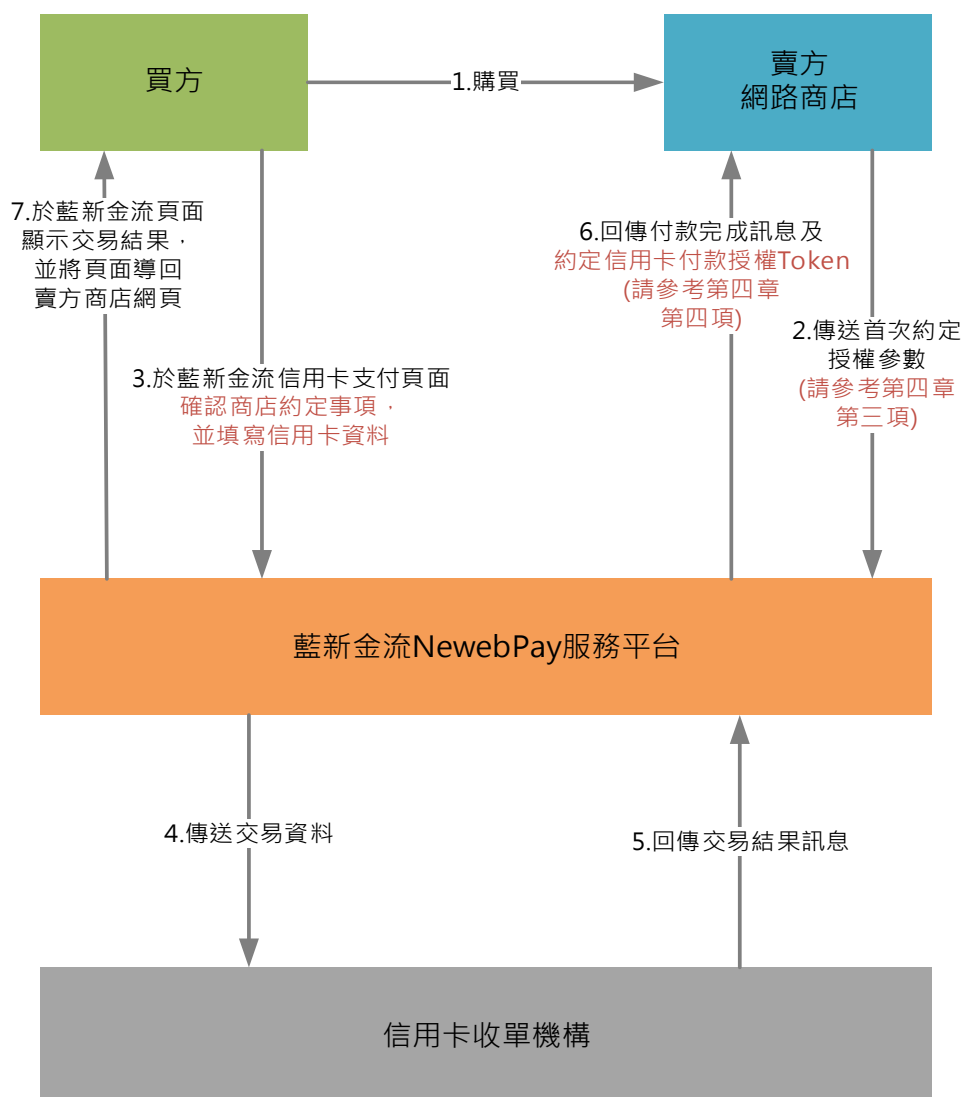 買方
1.購買
賣方
網路商店
7.於藍新金流頁面
顯示交易結果，
並將頁面導回
賣方商店網頁
6.回傳付款完成訊息及
約定信用卡付款授權Token
(請參考第四章
第四項)
2.傳送首次約定
授權參數
(請參考第四章
第三項)
3.於藍新金流信用卡支付頁面
確認商店約定事項，
並填寫信用卡資料
藍新金流NewebPay服務平台
4.傳送交易資料
5.回傳交易結果訊息
信用卡收單機構